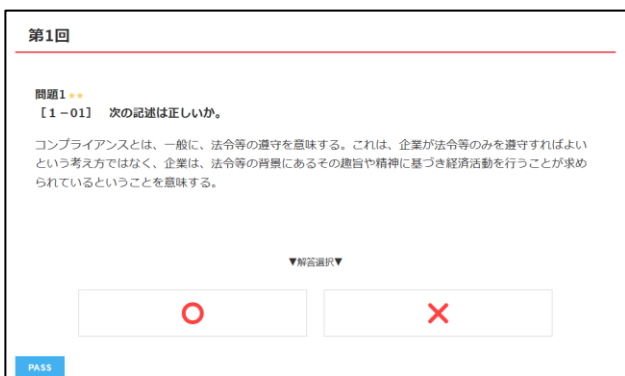 第1回
問題1★★
［1－01］　次の記述は正しいか。
コンプライアンスとは、一般に、法令等の遵守を意味する。これは、企業が法令等のみを遵守すればよい
という考え方ではなく、企業は、法令等の背景にあるその趣旨や精神に基づき経済活動を行うことが求め
られているということを意味する。
▼解答選択▼
PASS